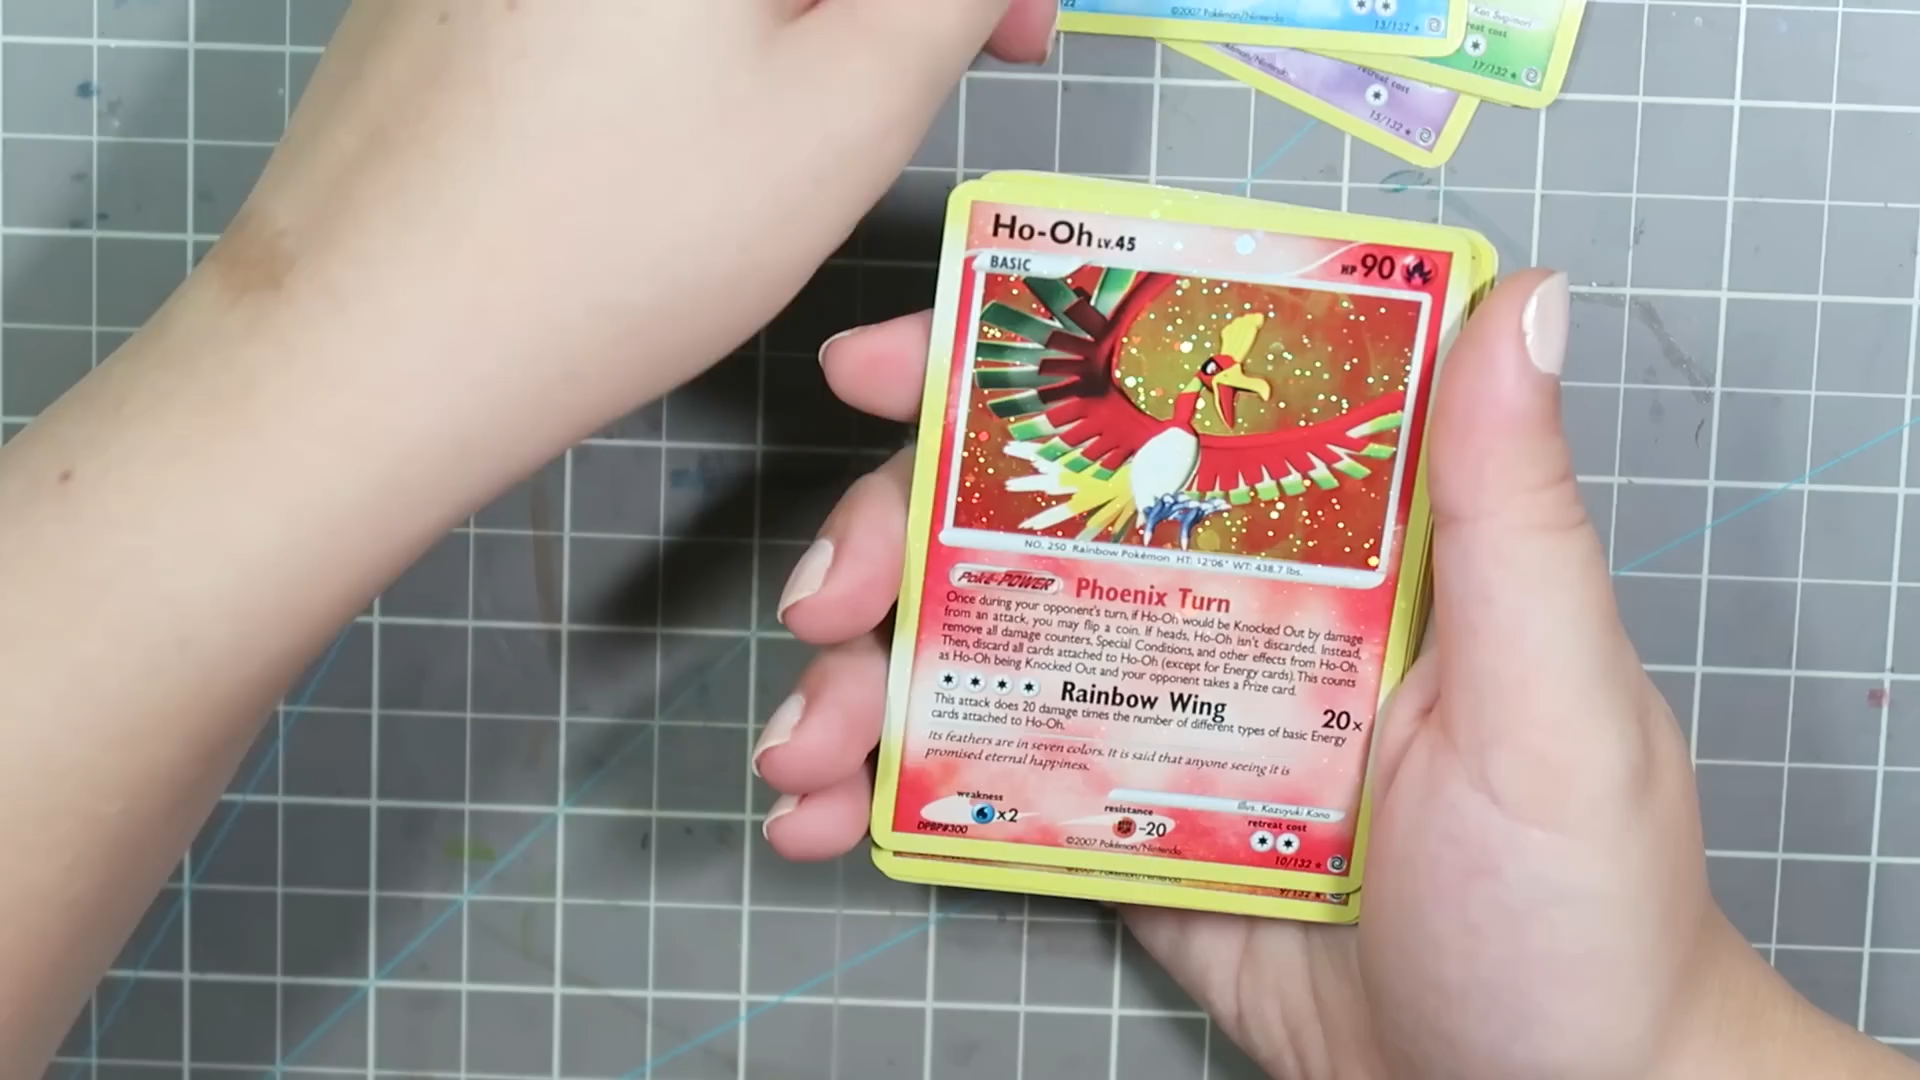 ©2007 Pokémon/Nintendo
13/132
Ken Sugimori
retreat cost
17/132
retreat cost
15/132
Ho-Oh LV.45
HP 90
BASIC
NO. 250 Rainbow Pokémon HT: 12'06" WT: 438.7 lbs.
Poké-POWER Phoenix Turn
Once during your opponent's turn, if Ho-Oh would be Knocked Out by damage
from an attack, you may flip a coin. If heads, Ho-Oh isn't discarded. Instead,
remove all damage counters, Special Conditions, and other effects from Ho-Oh.
Then, discard all cards attached to Ho-Oh (except for Energy cards). This counts
as Ho-Oh being Knocked Out and your opponent takes a Prize card.
Rainbow Wing 20x
This attack does 20 damage times the number of different types of basic Energy
cards attached to Ho-Oh.
Its feathers are in seven colors. It is said that anyone seeing it is
promised eternal happiness.
Illus. Kazuyuki Kano
weakness
x2
resistance
-20
retreat cost
DPBP#300
©2007 Pokémon/Nintendo
10/132
9/132